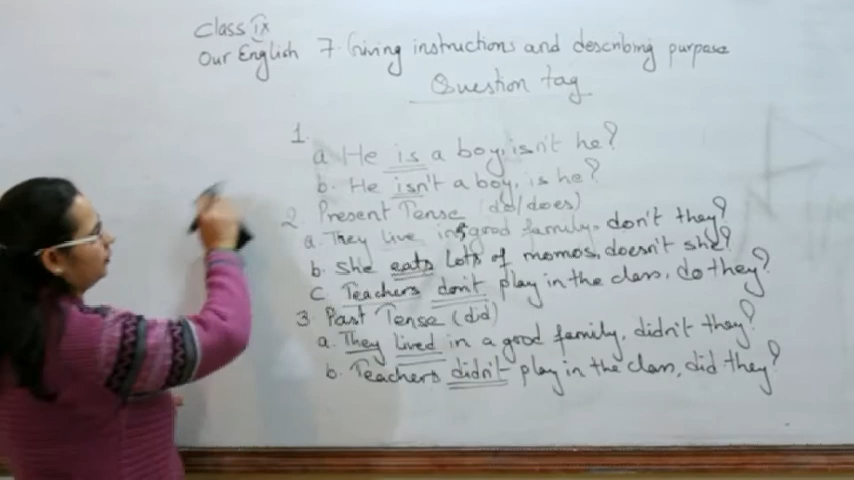 Class IX
Our English 7. Giving instructions and describing purpose
Question tag
1.
a He is a boy, isn't he?
b. He isn't a boy, is he?
2. Present Tense (do/does)
a. They live in a good family, don't they?
b. She eats lots of momos, doesn't she?
c Teachers don't play in the class, do they?
3. Past Tense (did)
a. They lived in a good family, didn't they?
b. Teachers didn't play in the class, did they?